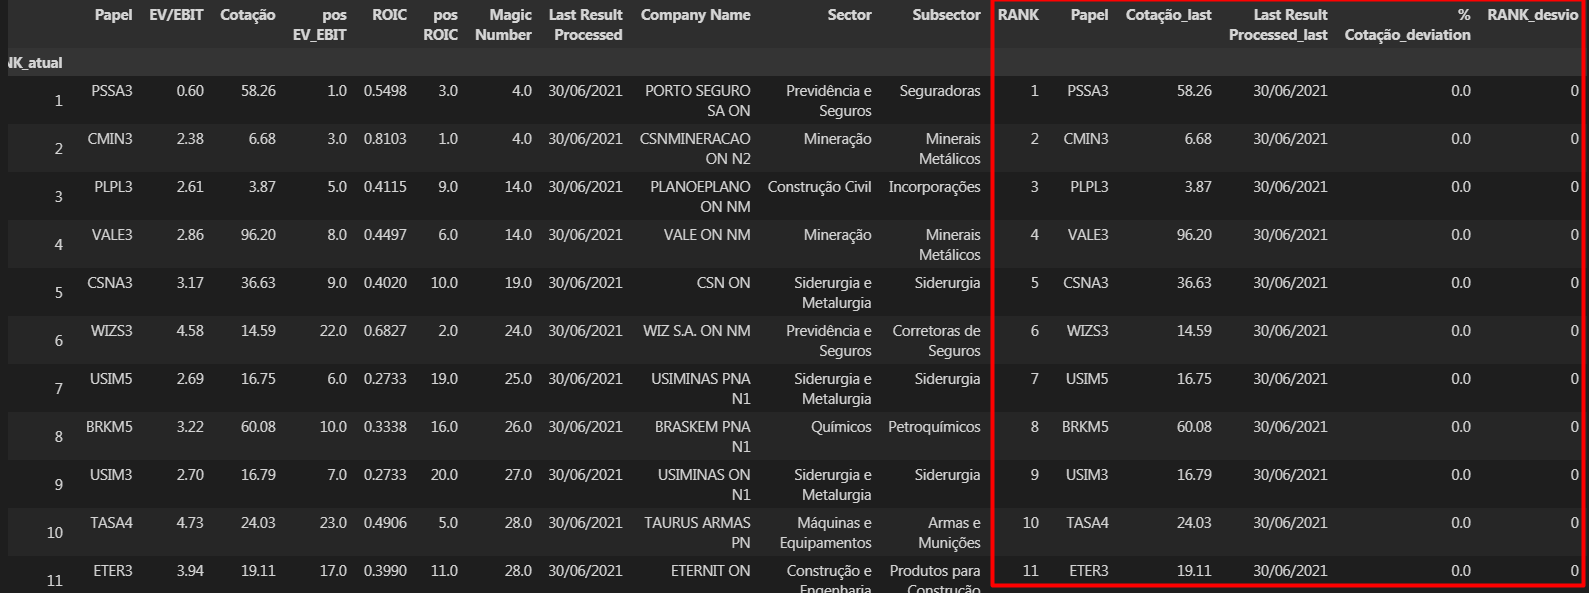 Papel EV/EBIT Cotação pos EV_EBIT ROIC pos ROIC Magic Number Last Result Processed Company Name Sector Subsector RANK Papel Cotação_last Last Result Processed_last % Cotação_deviation RANK_desvio
NK_atual
1 PSSA3 0.60 58.26 1.0 0.5498 3.0 4.0 30/06/2021 PORTO SEGURO SA ON Previdência e Seguros Seguradoras 1 PSSA3 58.26 30/06/2021 0.0 0
2 CMIN3 2.38 6.68 3.0 0.8103 1.0 4.0 30/06/2021 CSNMINERACAO ON N2 Mineração Minerais Metálicos 2 CMIN3 6.68 30/06/2021 0.0 0
3 PLPL3 2.61 3.87 5.0 0.4115 9.0 14.0 30/06/2021 PLANOEPLANO ON NM Construção Civil Incorporações 3 PLPL3 3.87 30/06/2021 0.0 0
4 VALE3 2.86 96.20 8.0 0.4497 6.0 14.0 30/06/2021 VALE ON NM Mineração Minerais Metálicos 4 VALE3 96.20 30/06/2021 0.0 0
5 CSNA3 3.17 36.63 9.0 0.4020 10.0 19.0 30/06/2021 CSN ON Siderurgia e Metalurgia Siderurgia 5 CSNA3 36.63 30/06/2021 0.0 0
6 WIZS3 4.58 14.59 22.0 0.6827 2.0 24.0 30/06/2021 WIZ S.A. ON NM Previdência e Seguros Corretoras de Seguros 6 WIZS3 14.59 30/06/2021 0.0 0
7 USIM5 2.69 16.75 6.0 0.2733 19.0 25.0 30/06/2021 USIMINAS PNA N1 Siderurgia e Metalurgia Siderurgia 7 USIM5 16.75 30/06/2021 0.0 0
8 BRKM5 3.22 60.08 10.0 0.3338 16.0 26.0 30/06/2021 BRASKEM PNA N1 Químicos Petroquímicos 8 BRKM5 60.08 30/06/2021 0.0 0
9 USIM3 2.70 16.79 7.0 0.2733 20.0 27.0 30/06/2021 USIMINAS ON N1 Siderurgia e Metalurgia Siderurgia 9 USIM3 16.79 30/06/2021 0.0 0
10 TASA4 4.73 24.03 23.0 0.4906 5.0 28.0 30/06/2021 TAURUS ARMAS PN Máquinas e Equipamentos Armas e Munições 10 TASA4 24.03 30/06/2021 0.0 0
11 ETER3 3.94 19.11 17.0 0.3990 11.0 28.0 30/06/2021 ETERNIT ON Construção e Engenharia Produtos para Construção 11 ETER3 19.11 30/06/2021 0.0 0